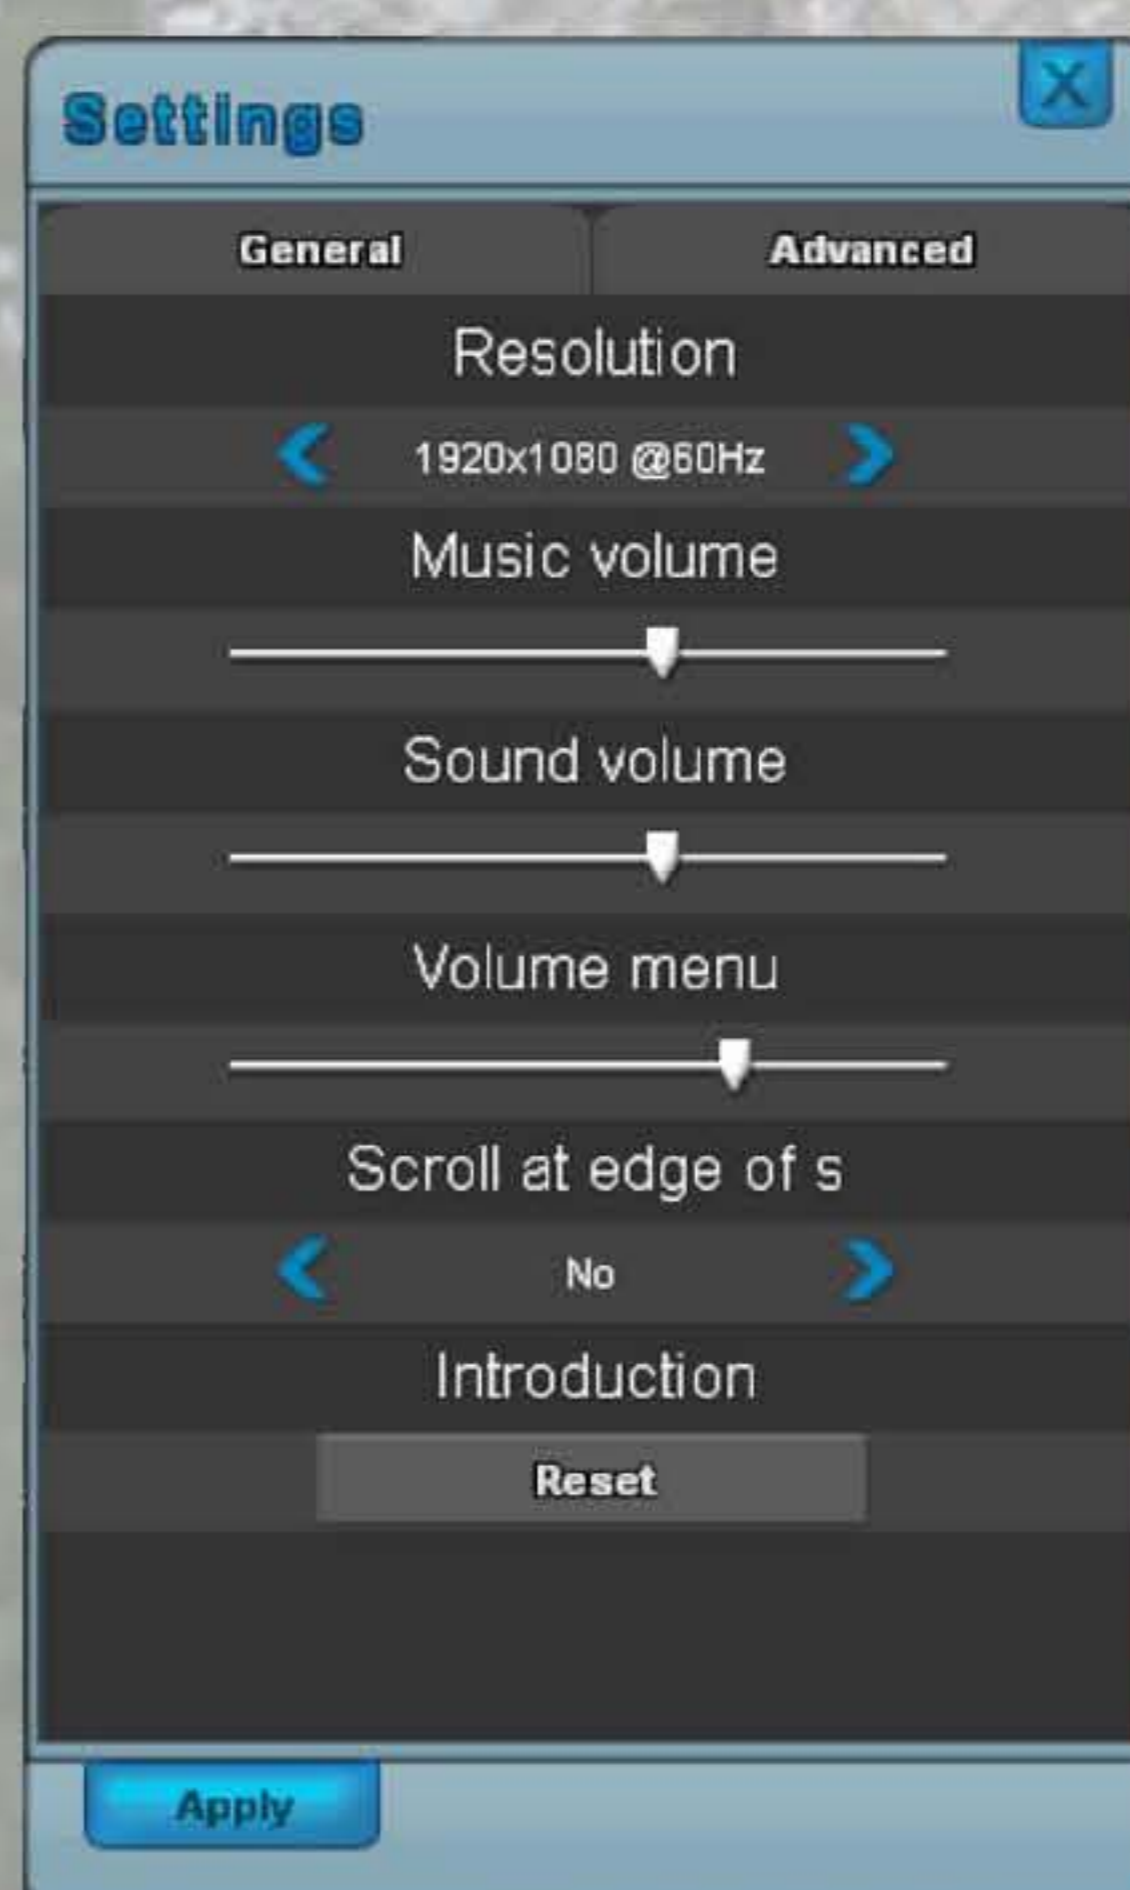 Settings
X
General
Advanced
Resolution
1920x1080 @60Hz
Music volume
Sound volume
Volume menu
Scroll at edge of s
No
Introduction
Reset
Apply